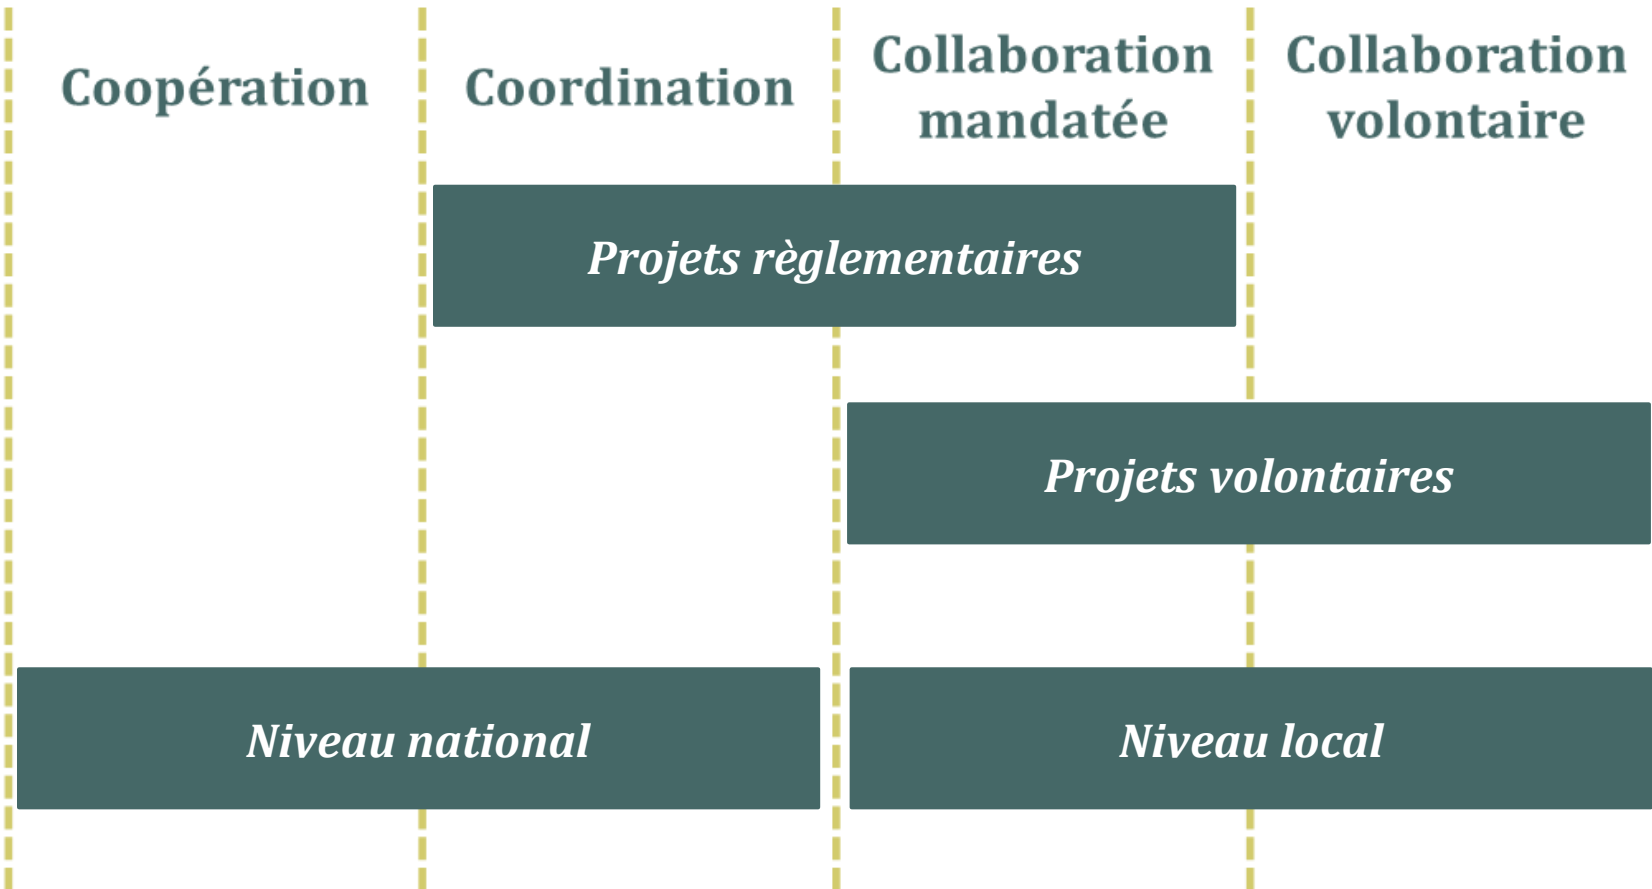 Coopération
Coordination
Collaboration
mandatée
Collaboration
volontaire
Projets règlementaires
Projets volontaires
Niveau national
Niveau local